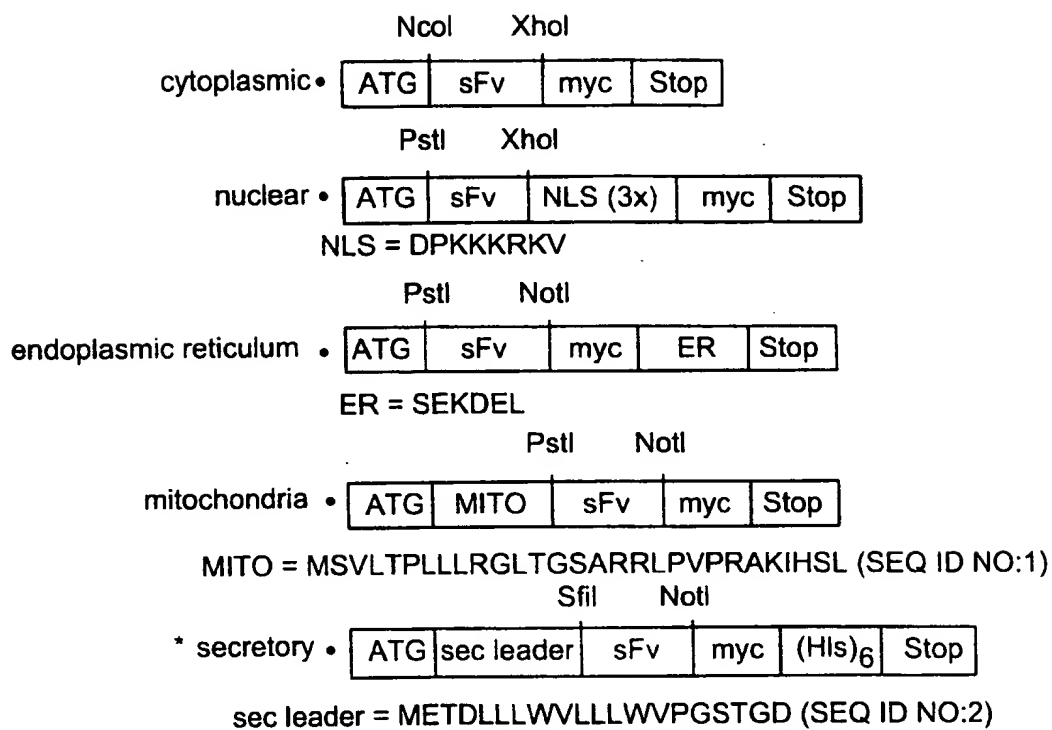 NcoI XhoI
cytoplasmic • ATG sFv myc Stop
PstI XhoI
nuclear • ATG sFv NLS (3x) myc Stop
NLS = DPKKKRKV
PstI NotI
endoplasmic reticulum • ATG sFv myc ER Stop
ER = SEKDEL
PstI NotI
mitochondria • ATG MITO sFv myc Stop
MITO = MSVLTPLLLRGLTGSARRLPVPRAKIHSL (SEQ ID NO:1)
SfiI NotI
* secretory • ATG sec leader sFv myc (HIs)6 Stop
sec leader = METDLLLWVLLLWVPGSTGD (SEQ ID NO:2)